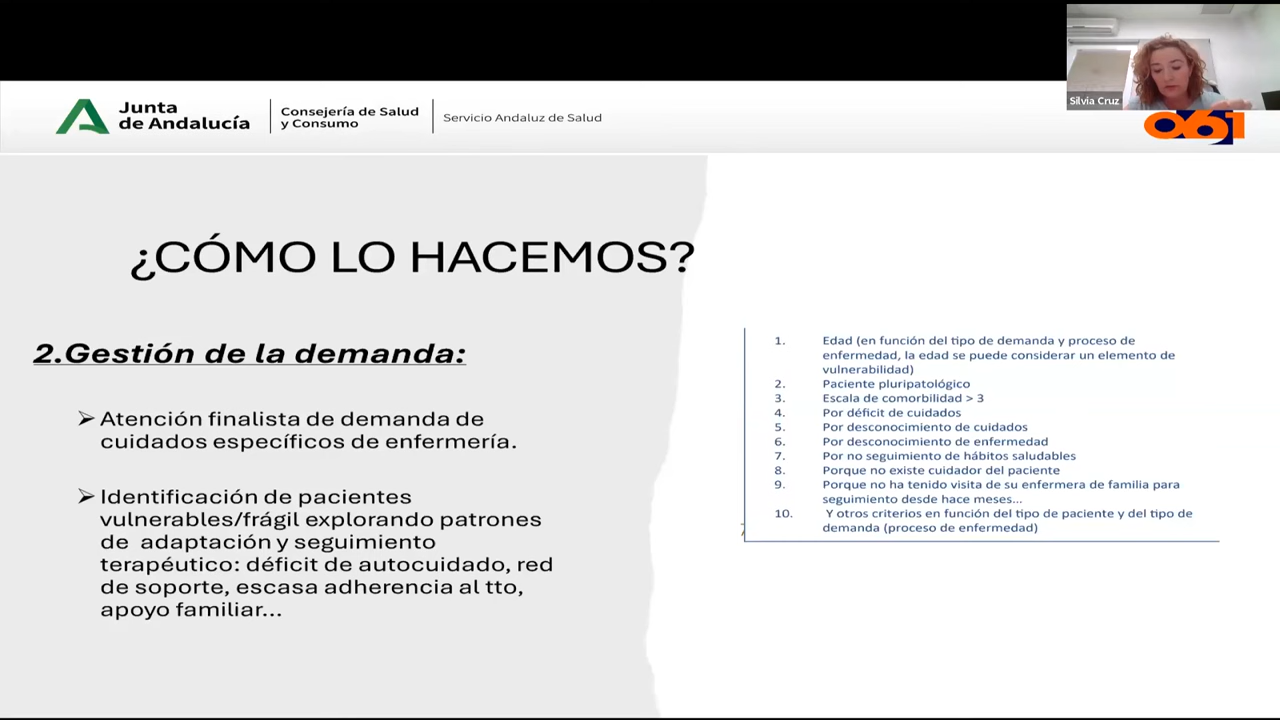 Silvia Cruz
Junta
de Andalucía
Consejería de Salud
y Consumo
Servicio Andaluz de Salud
061
¿CÓMO LO HACEMOS?
2.Gestión de la demanda:
➢ Atención finalista de demanda de
cuidados específicos de enfermería.
➢ Identificación de pacientes
vulnerables/frágil explorando patrones
de adaptación y seguimiento
terapéutico: déficit de autocuidado, red
de soporte, escasa adherencia al tto,
apoyo familiar...
1. Edad (en función del tipo de demanda y proceso de
enfermedad, la edad se puede considerar un elemento de
vulnerabilidad)
2. Paciente pluripatológico
3. Escala de comorbilidad > 3
4. Por déficit de cuidados
5. Por desconocimiento de cuidados
6. Por desconocimiento de enfermedad
7. Por no seguimiento de hábitos saludables
8. Porque no existe cuidador del paciente
9. Porque no ha tenido visita de su enfermera de familia para
seguimiento desde hace meses...
10. Y otros criterios en función del tipo de paciente y del tipo de
demanda (proceso de enfermedad)